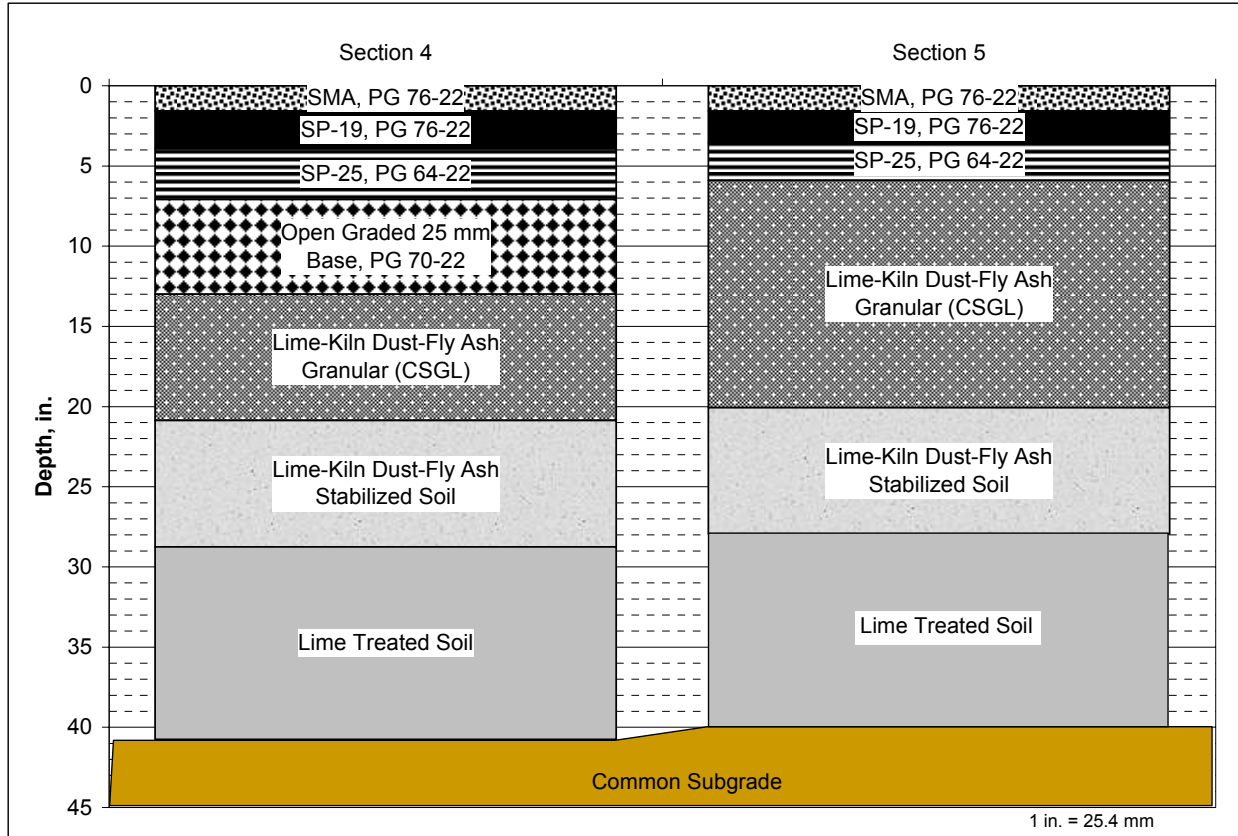 Section 4
Section 5
Depth, in.
0
5
10
15
20
25
30
35
40
45
SMA, PG 76-22
SP-19, PG 76-22
SP-25, PG 64-22
Open Graded 25 mm
Base, PG 70-22
Lime-Kiln Dust-Fly Ash
Granular (CSGL)
Lime-Kiln Dust-Fly Ash
Stabilized Soil
Lime Treated Soil
SMA, PG 76-22
SP-19, PG 76-22
SP-25, PG 64-22
Lime-Kiln Dust-Fly Ash
Granular (CSGL)
Lime-Kiln Dust-Fly Ash
Stabilized Soil
Lime Treated Soil
Common Subgrade
1 in. = 25.4 mm